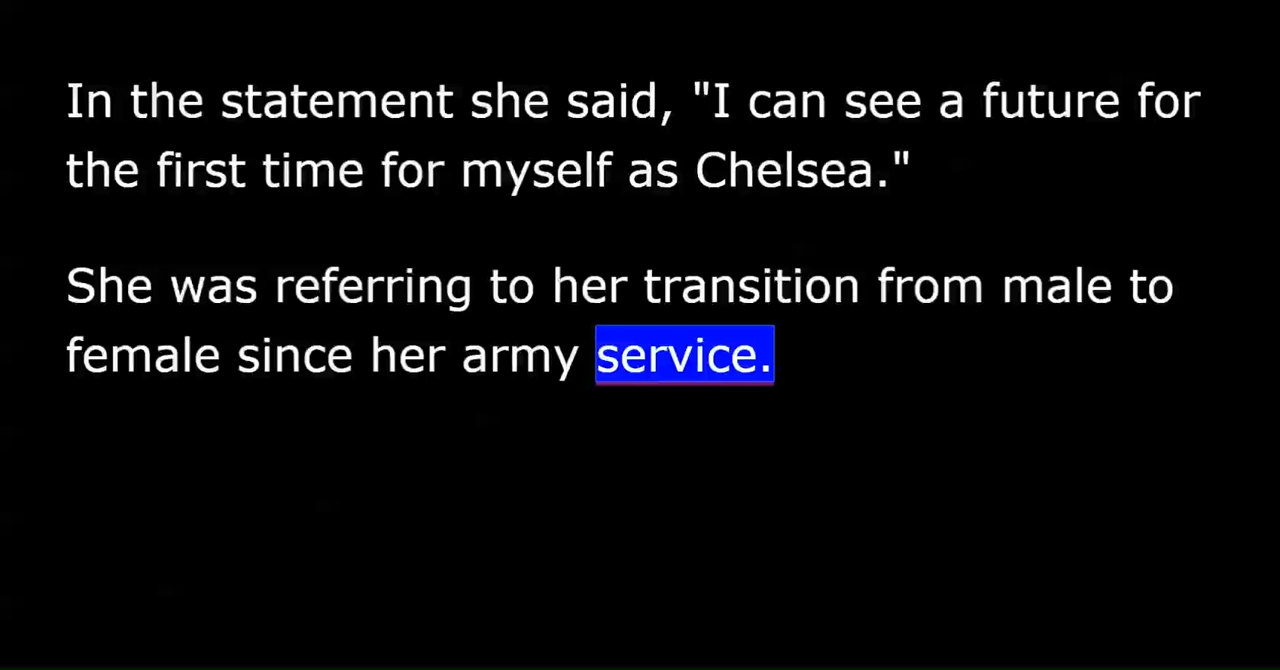 In the statement she said, "I can see a future for
the first time for myself as Chelsea."
She was referring to her transition from male to
female since her army service.